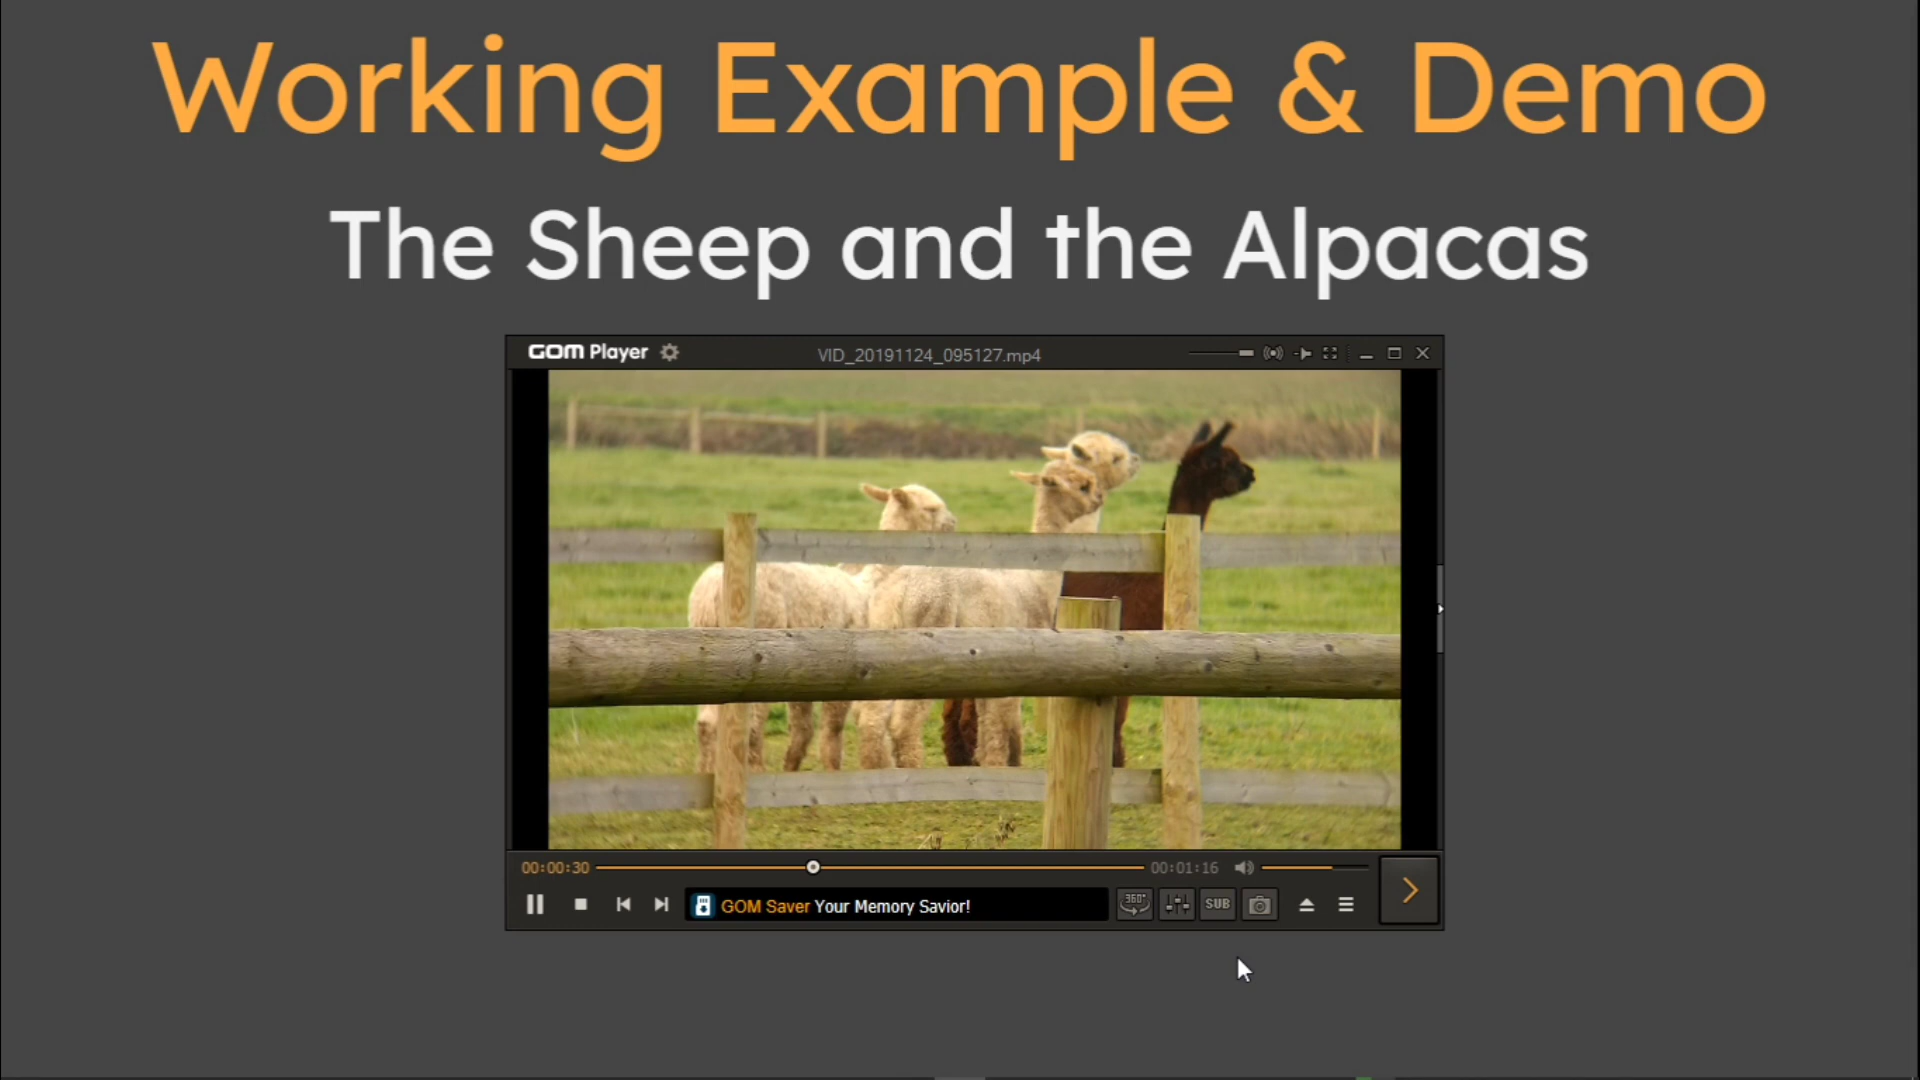 Working Example & Demo
The Sheep and the Alpacas
GOM Player
VID_20191124_095127.mp4
00:00:30
00:01:16
GOM Saver Your Memory Savior!
360°
SUB